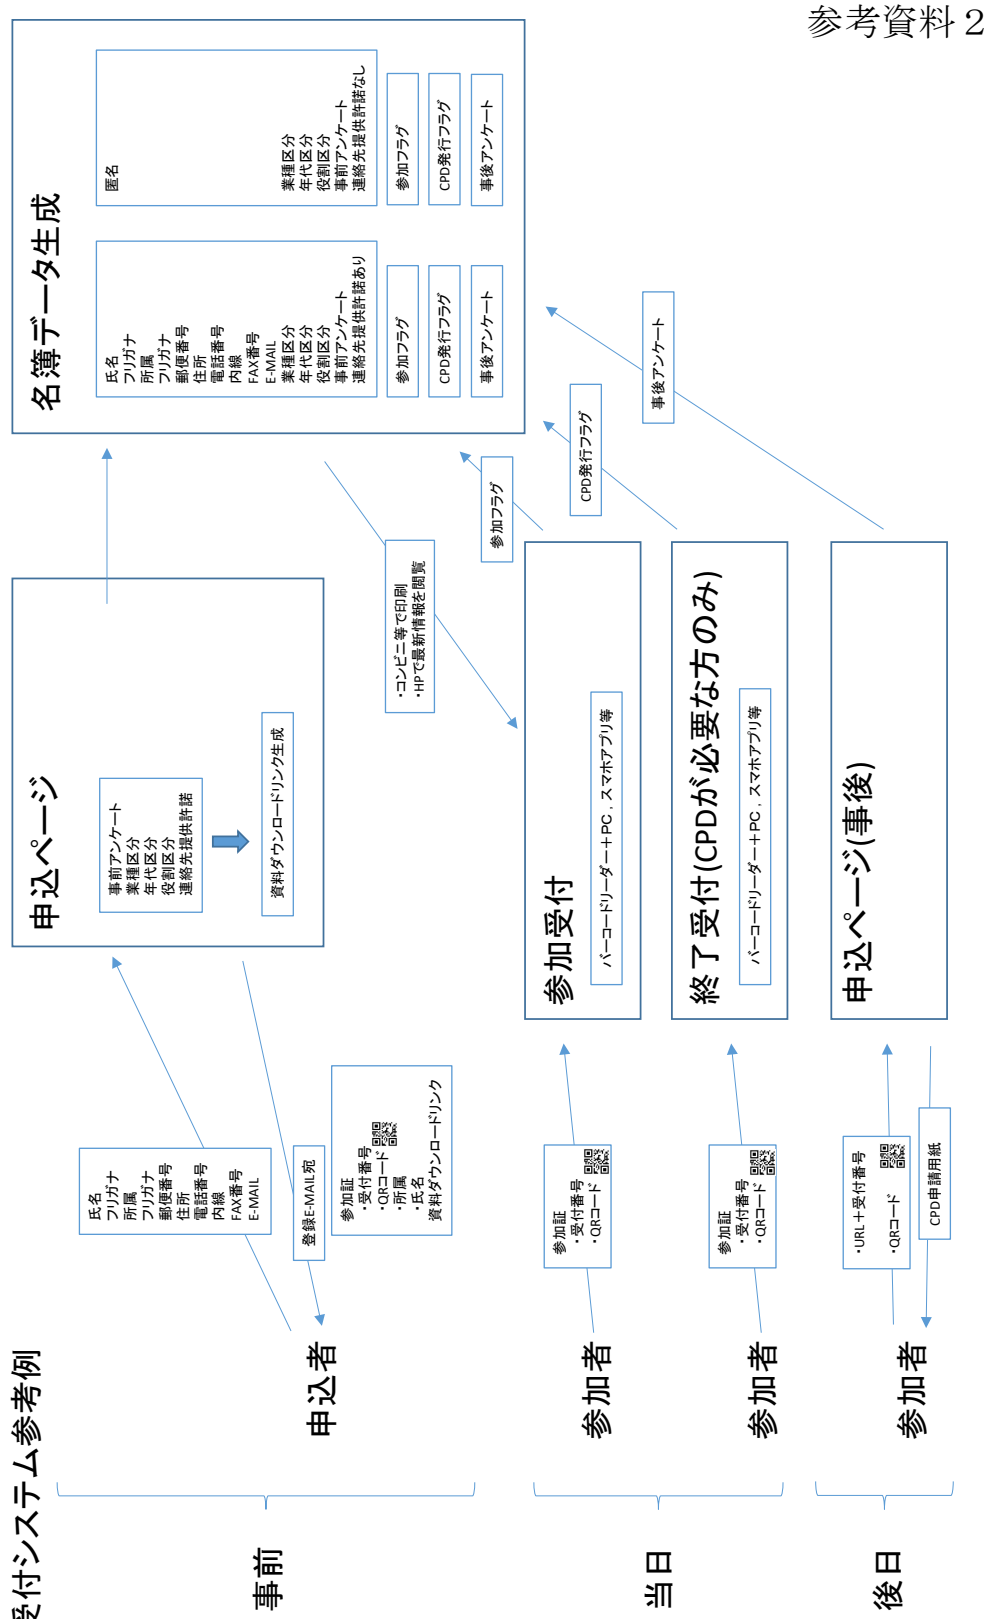 参考資料２
受付システム参考例
事前
申込者
氏名
フリガナ
所属
フリガナ
郵便番号
住所
電話番号
内線
FAX番号
E-MAIL
登録E-MAIL宛
参加証
・受付番号
・QRコード
・所属
・氏名
資料ダウンロードリンク
申込ページ
事前アンケート
業種区分
年代区分
役割区分
連絡先提供許諾
資料ダウンロードリンク生成
名簿データ生成
氏名
フリガナ
所属
フリガナ
郵便番号
住所
電話番号
内線
FAX番号
E-MAIL
業種区分
年代区分
役割区分
事前アンケート
連絡先提供許諾あり
参加フラグ
CPD発行フラグ
事後アンケート
匿名
業種区分
年代区分
役割区分
事前アンケート
連絡先提供許諾なし
参加フラグ
CPD発行フラグ
事後アンケート
・コンビニ等で印刷
・HPで最新情報を閲覧
参加フラグ
CPD発行フラグ
事後アンケート
当日
参加者
参加証
・受付番号
・QRコード
参加受付
バーコードリーダー＋PC，スマホアプリ等
参加者
参加証
・受付番号
・QRコード
終了受付(CPDが必要な方のみ)
バーコードリーダー＋PC，スマホアプリ等
後日
参加者
・URL＋受付番号
・QRコード
CPD申請用紙
申込ページ(事後)